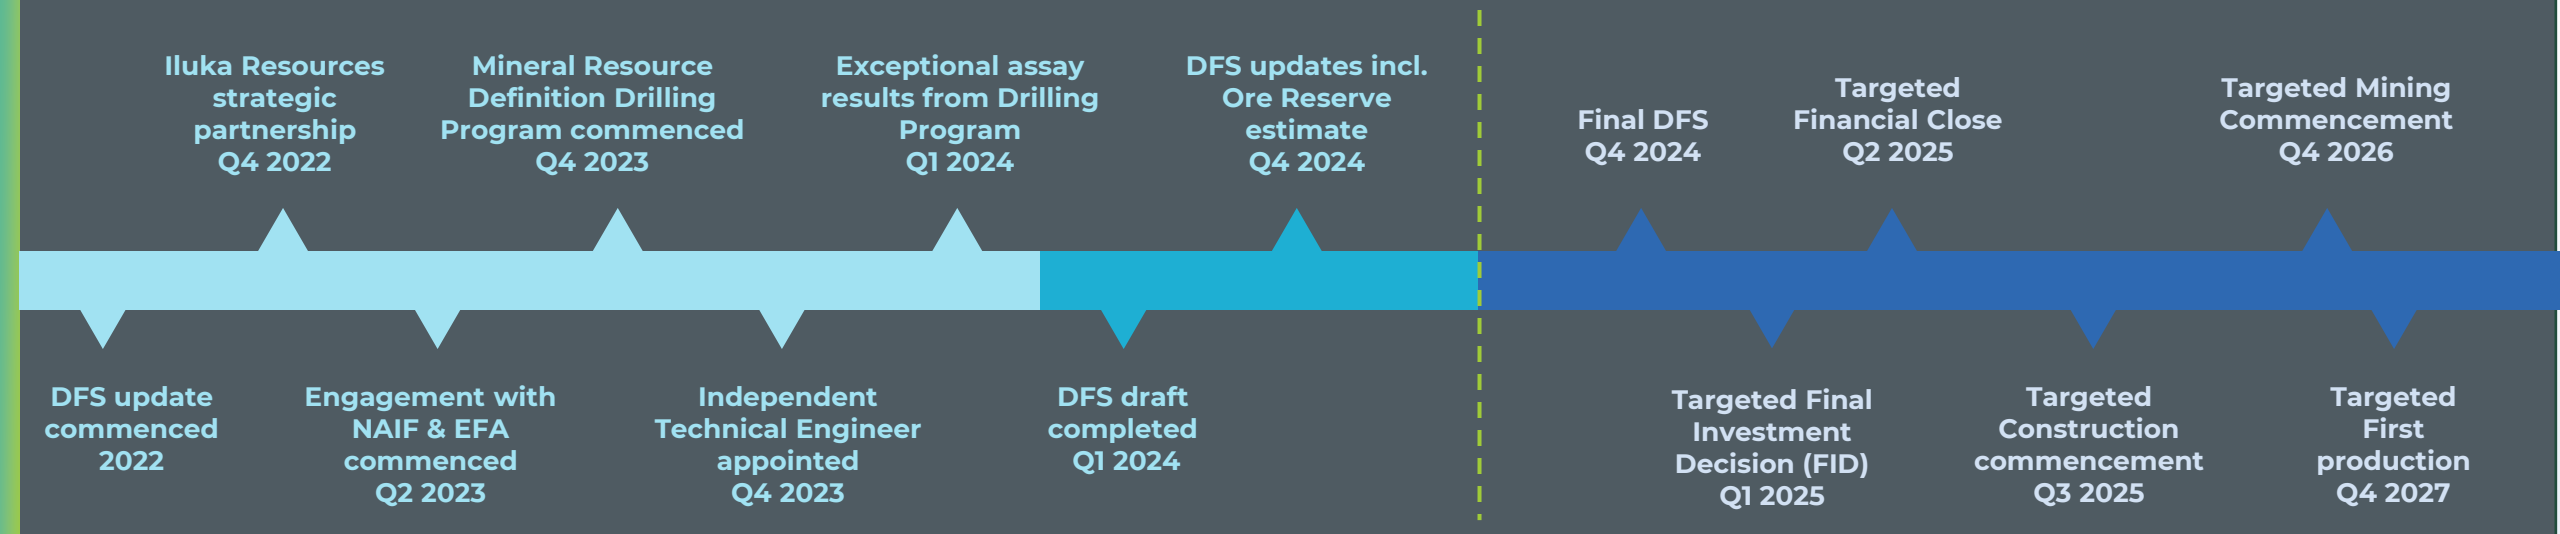 Iluka Resources
strategic
partnership
Q4 2022
Mineral Resource
Definition Drilling
Program commenced
Q4 2023
Exceptional assay
results from Drilling
Program
Q1 2024
DFS updates incl.
Ore Reserve
estimate
Q4 2024
Final DFS
Q4 2024
Targeted
Financial Close
Q2 2025
Targeted Mining
Commencement
Q4 2026
DFS update
commenced
2022
Engagement with
NAIF & EFA
commenced
Q2 2023
Independent
Technical Engineer
appointed
Q4 2023
DFS draft
completed
Q1 2024
Targeted Final
Investment
Decision (FID)
Q1 2025
Targeted
Construction
commencement
Q3 2025
Targeted
First
production
Q4 2027